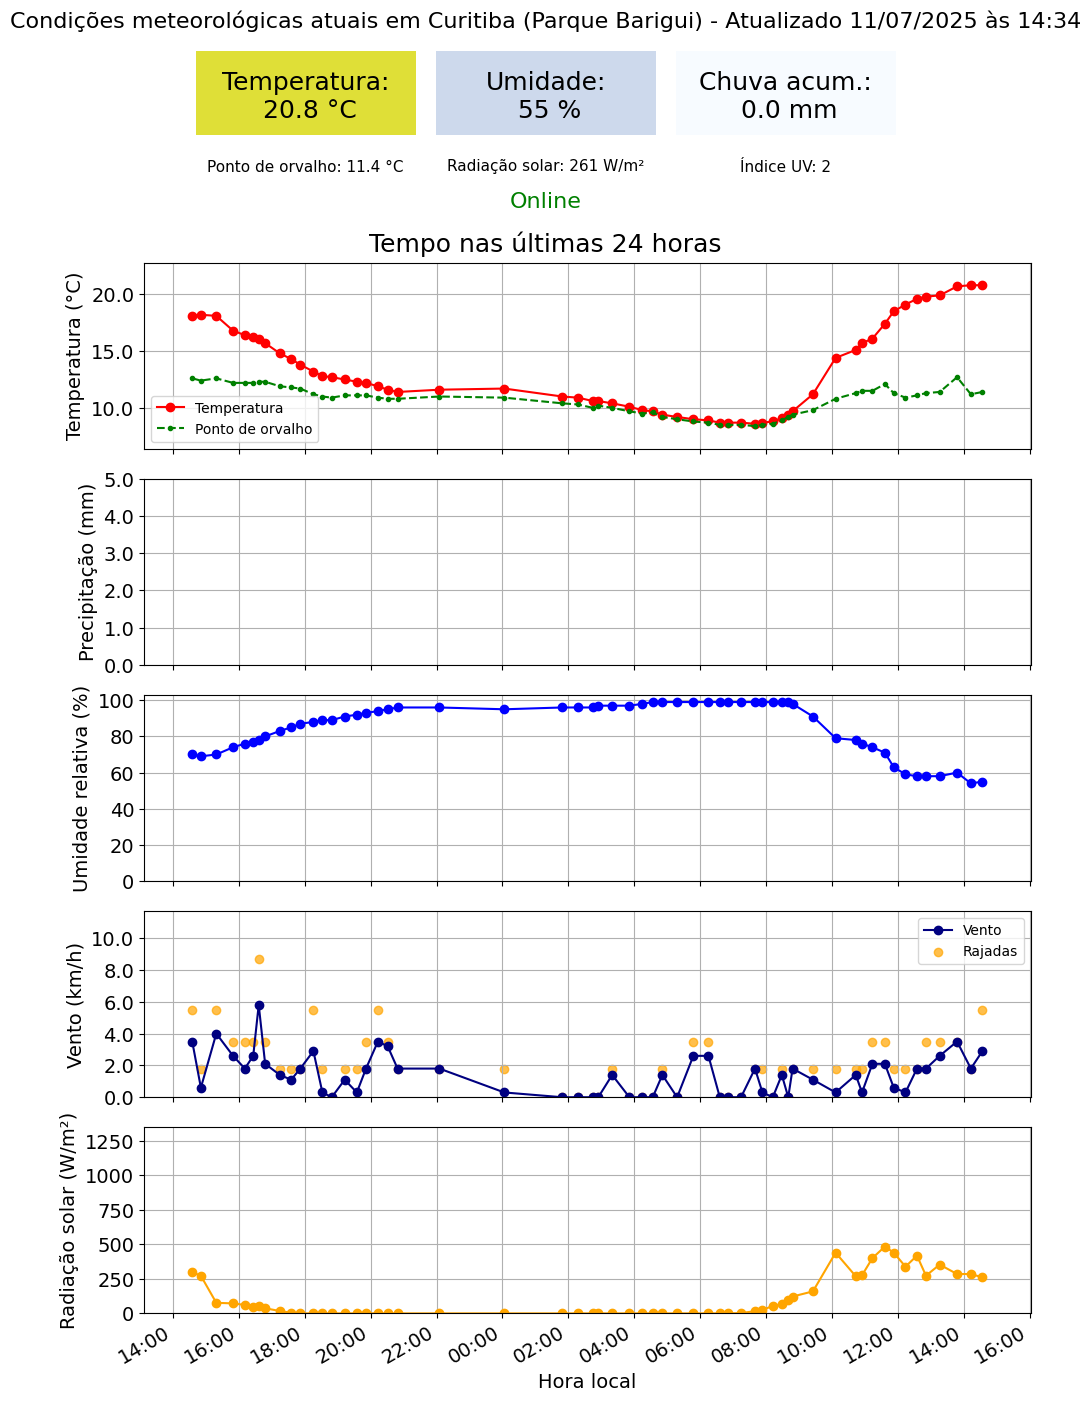 Condições meteorológicas atuais em Curitiba (Parque Barigui) - Atualizado 11/07/2025 às 14:34
Temperatura:
20.8 °C
Umidade:
55 %
Chuva acum.:
0.0 mm
Ponto de orvalho: 11.4 °C
Radiação solar: 261 W/m²
Índice UV: 2
Online
Tempo nas últimas 24 horas
Temperatura (°C)
20.0
15.0
10.0
Temperatura
Ponto de orvalho
Precipitação (mm)
5.0
4.0
3.0
2.0
1.0
0.0
Umidade relativa (%)
100
80
60
40
20
0
Vento (km/h)
10.0
8.0
6.0
4.0
2.0
0.0
Vento
Rajadas
Radiação solar (W/m²)
1250
1000
750
500
250
0
14:00
16:00
18:00
20:00
22:00
00:00
02:00
04:00
06:00
08:00
10:00
12:00
14:00
16:00
Hora local